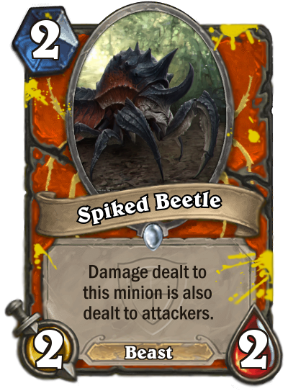 2
Spiked Beetle
Damage dealt to
this minion is also
dealt to attackers.
2
Beast
2